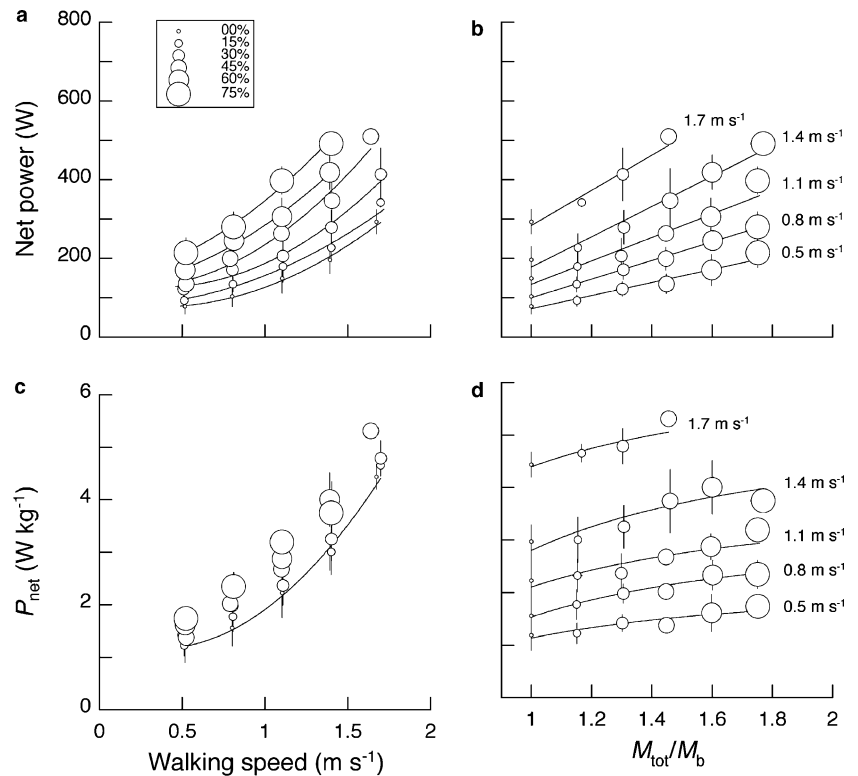 a
00%
15%
30%
45%
60%
75%
800
600
400
200
0
Net power (W)
b
1.7 m s⁻¹
1.4 m s⁻¹
1.1 m s⁻¹
0.8 m s⁻¹
0.5 m s⁻¹
c
6
4
2
0
Pnet (W kg⁻¹)
0 0.5 1 1.5 2
Walking speed (m s⁻¹)
d
1.7 m s⁻¹
1.4 m s⁻¹
1.1 m s⁻¹
0.8 m s⁻¹
0.5 m s⁻¹
1 1.2 1.4 1.6 1.8 2
Mtot/Mb